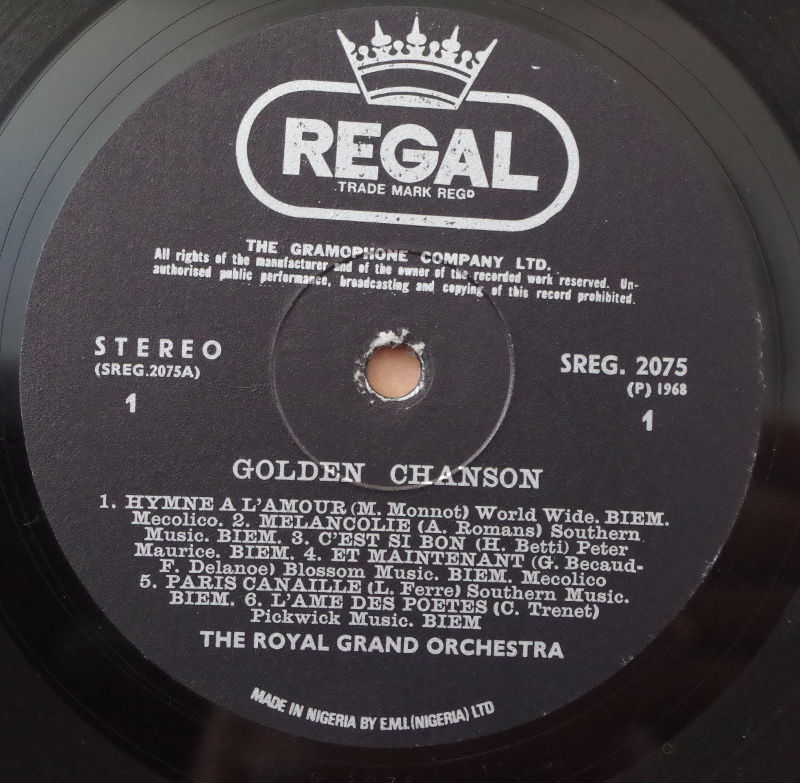 REGAL
TRADE MARK REGD
THE GRAMOPHONE COMPANY LTD.
All rights of the manufacturer and of the owner of the recorded work reserved. Un-
authorised public performance, broadcasting and copying of this record prohibited.
STEREO
(SREG.2075A)
1
SREG. 2075
(P) 1968
1
GOLDEN CHANSON
1. HYMNE A L'AMOUR (M. Monnot) World Wide. BIEM.
Mecolico. 2. MELANCOLIE (A. Romans) Southern
Music. BIEM. 3. C'EST SI BON (H. Betti) Peter
Maurice. BIEM. 4. ET MAINTENANT (G. Becaud-
F. Delanoe) Blossom Music. BIEM. Mecolico
5. PARIS CANAILLE (L. Ferre) Southern Music.
BIEM. 6. L'AME DES POETES (C. Trenet)
Pickwick Music. BIEM
THE ROYAL GRAND ORCHESTRA
MADE IN NIGERIA BY E.M.I. (NIGERIA) LTD